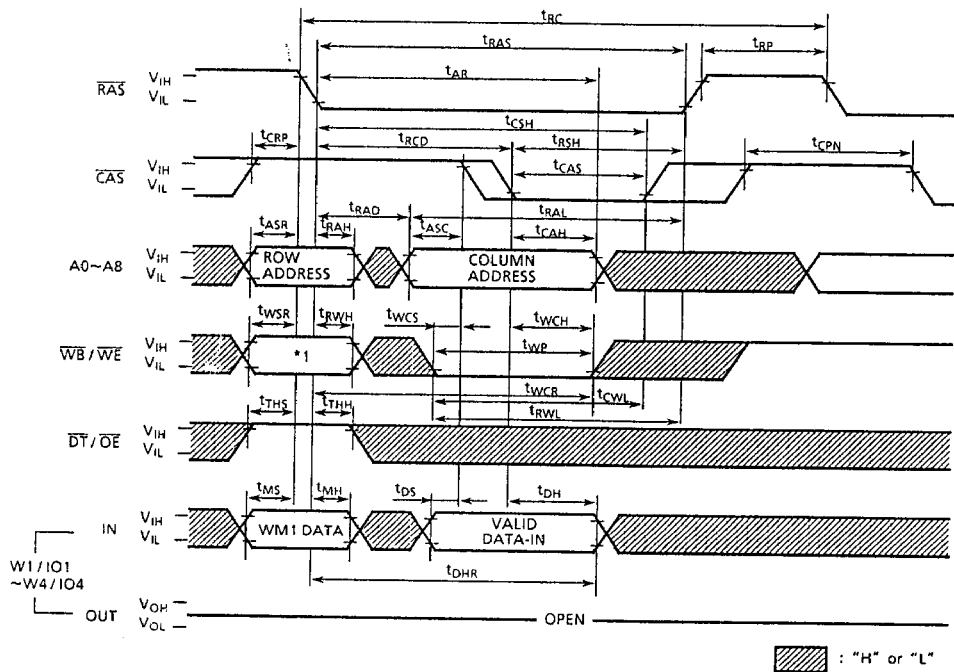 tRC
tRAS
tRP
tAR
RAS
VIH
VIL
tCSH
tCRP
tRCD
tRSH
tCPN
CAS
VIH
VIL
tCAS
tRAD
tRAL
tASR
tRAH
tASC
tCAH
A0~A8
VIH
VIL
ROW ADDRESS
COLUMN ADDRESS
tWSR
tRWH
tWCS
tWCH
WB / WE
VIH
VIL
*1
tWP
tWCR
tCWL
tRWL
tTHS
tTHH
DT / OE
VIH
VIL
tMS
tMH
tDS
tDH
IN
VIH
VIL
WM1 DATA
VALID DATA-IN
W1/IO1
~W4/IO4
tDHR
OUT
VOH
VOL
OPEN
: "H" or "L"